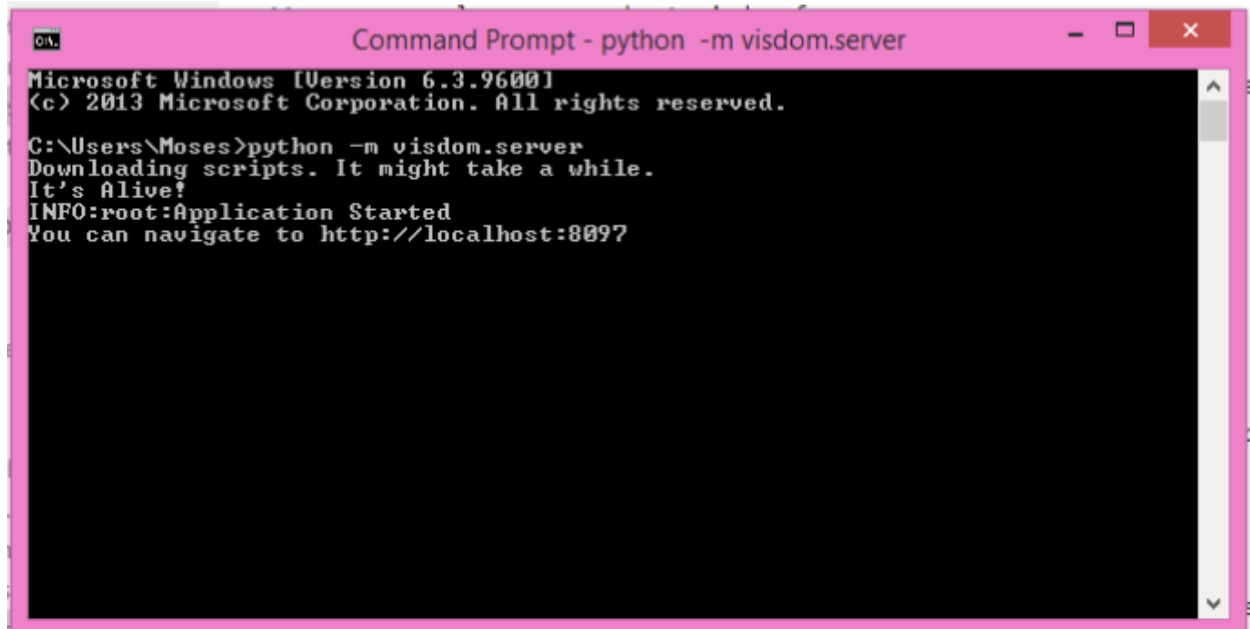 Command Prompt - python -m visdom.server
Microsoft Windows [Version 6.3.9600]
(c) 2013 Microsoft Corporation. All rights reserved.
C:\Users\Moses>python -m visdom.server
Downloading scripts. It might take a while.
It's Alive!
INFO:root:Application Started
You can navigate to http://localhost:8097